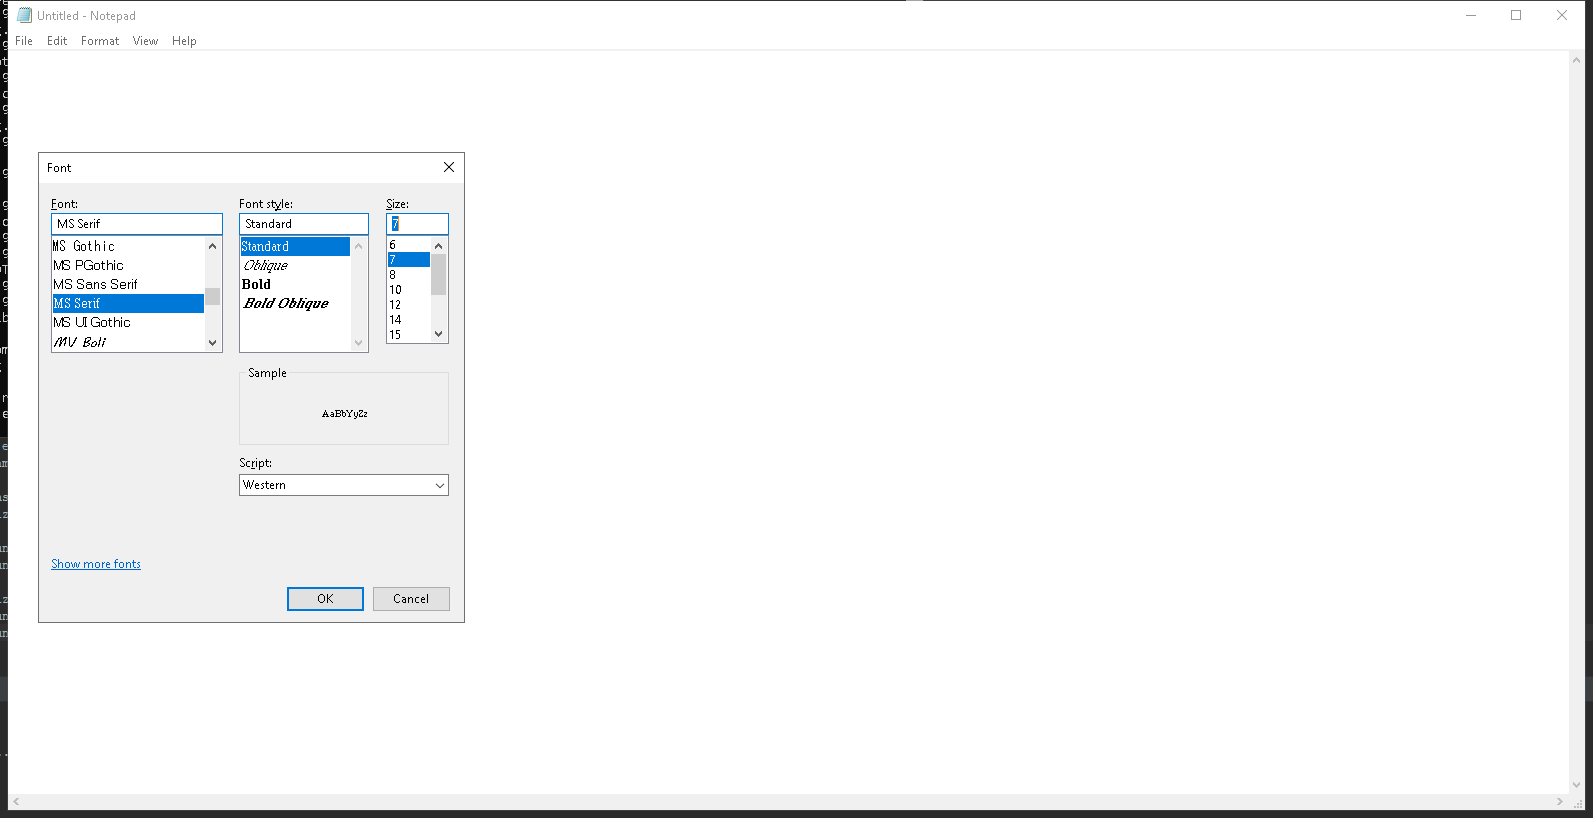 Untitled - Notepad
File Edit Format View Help
Font
Font: Font style: Size:
MS Serif Standard 7
MS Gothic
MS PGothic
MS Sans Serif
MS Serif
MS UI Gothic
MV Boli
Standard
Oblique
Bold
Bold Oblique
6
7
8
10
12
14
15
Sample
AaBbYyZz
Script:
Western
Show more fonts
OK Cancel